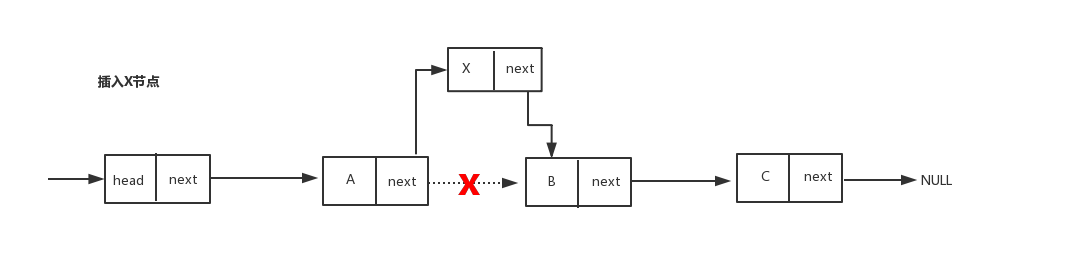 插入X节点
X next
head next
A next
X
B next
C next
NULL